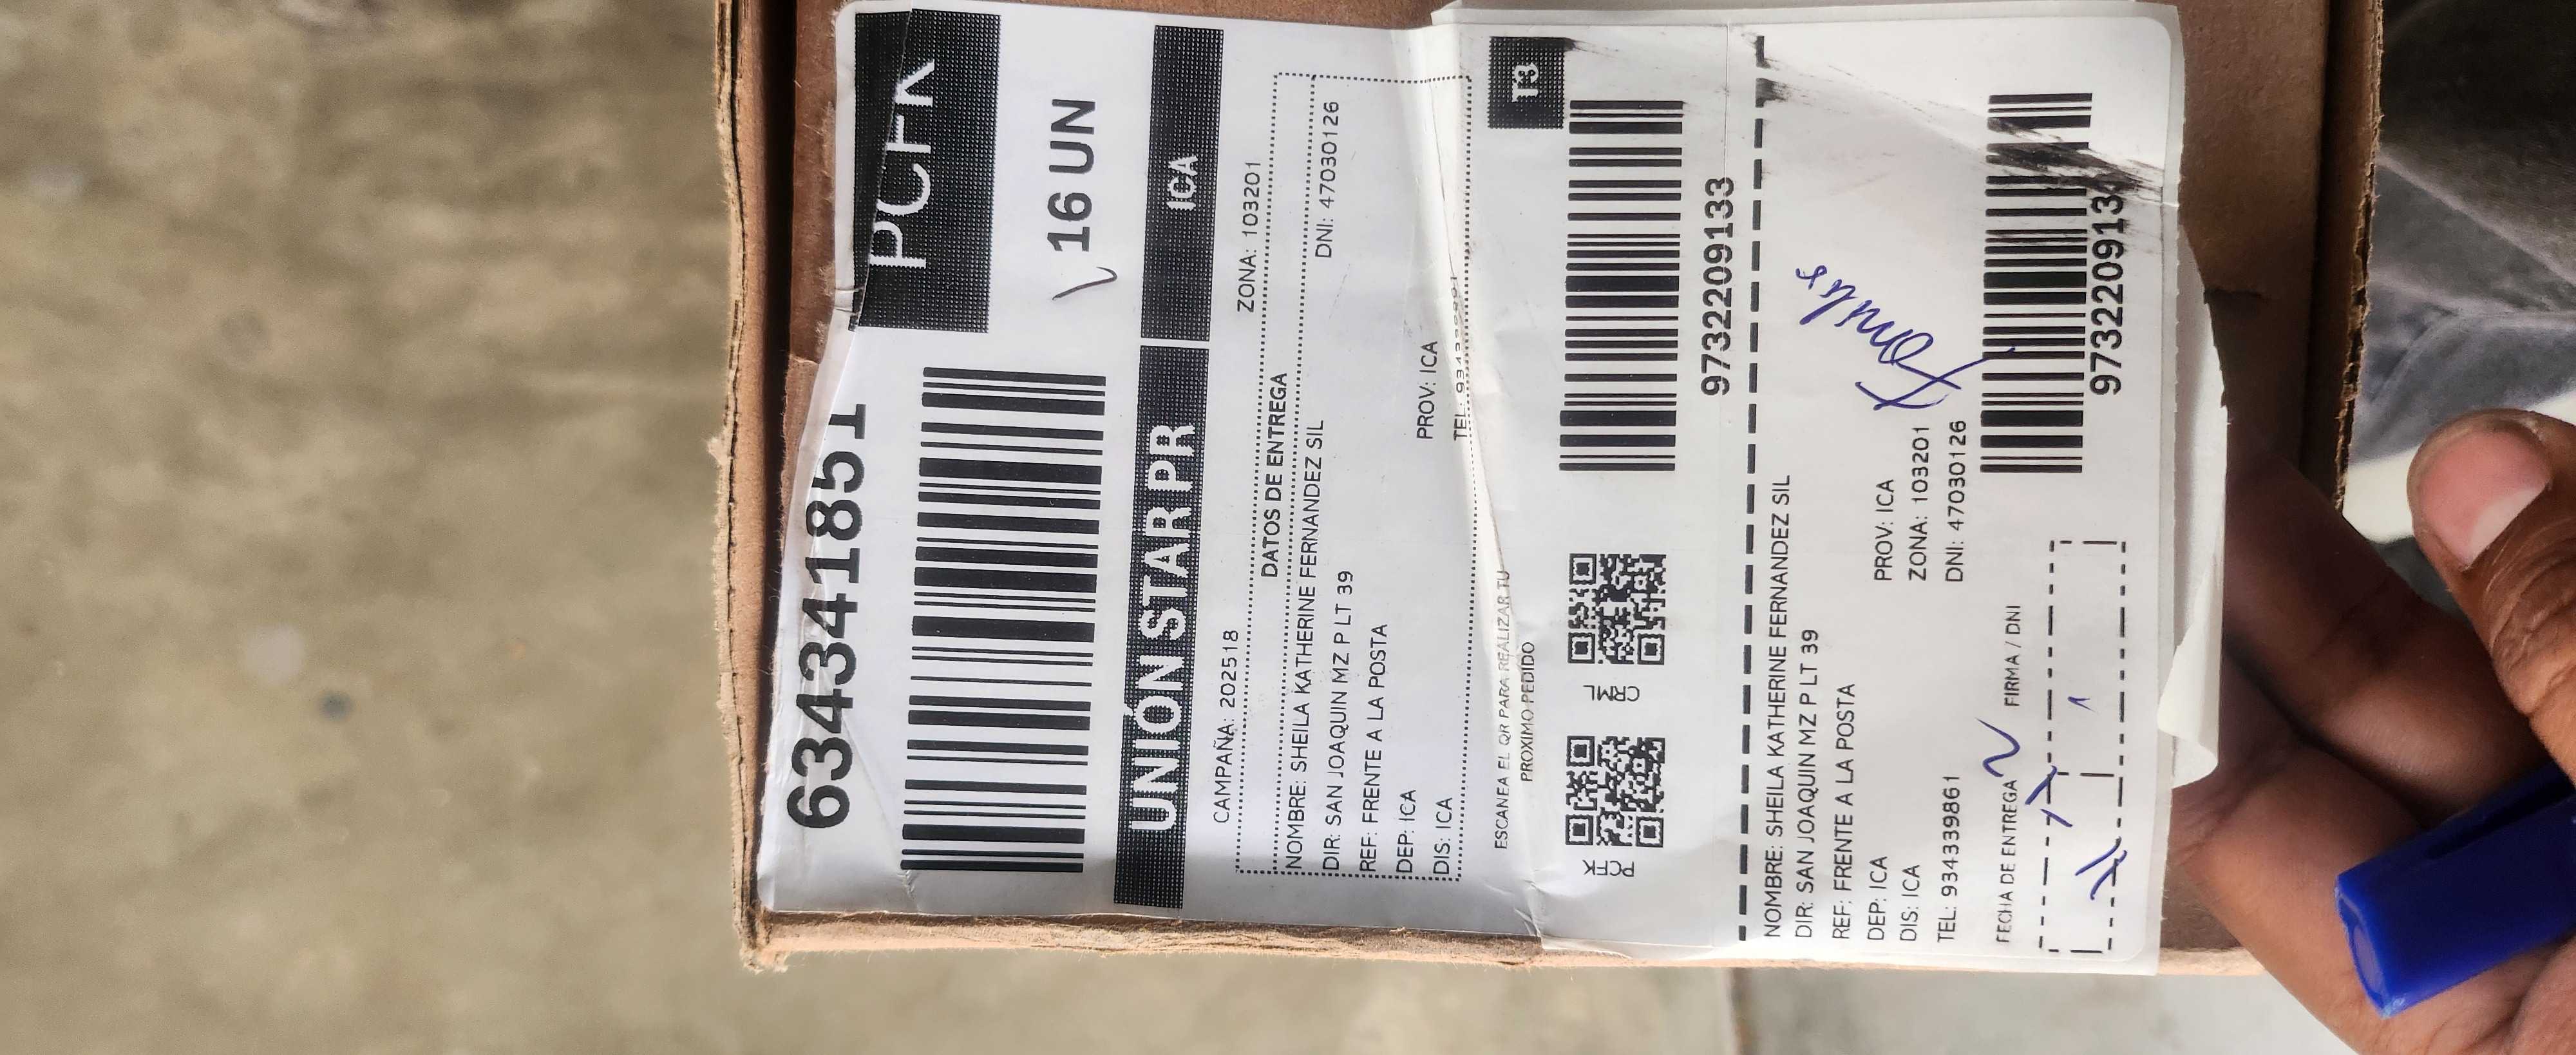 6343418511
PCFK
16 UN
UNIÓN STAR PR
ICA
CAMPAÑA: 202518
ZONA: 103201
DATOS DE ENTREGA
NOMBRE: SHEILA KATHERINE FERNANDEZ SIL
DIR: SAN JOAQUIN MZ P LT 39
DNI: 47030126
REF: FRENTE A LA POSTA
DEP: ICA
PROV: ICA
DIS: ICA
TEL:
ESCANEA EL QR PARA REALIZAR TU
PROXIMO PEDIDO
T3
PCFK
CRML
9732209133
NOMBRE: SHEILA KATHERINE FERNANDEZ SIL
DIR: SAN JOAQUIN MZ P LT 39
REF: FRENTE A LA POSTA
DEP: ICA
PROV: ICA
DIS: ICA
ZONA: 103201
TEL: 934339861
DNI: 47030126
FECHA DE ENTREGA
FIRMA / DNI
973220913